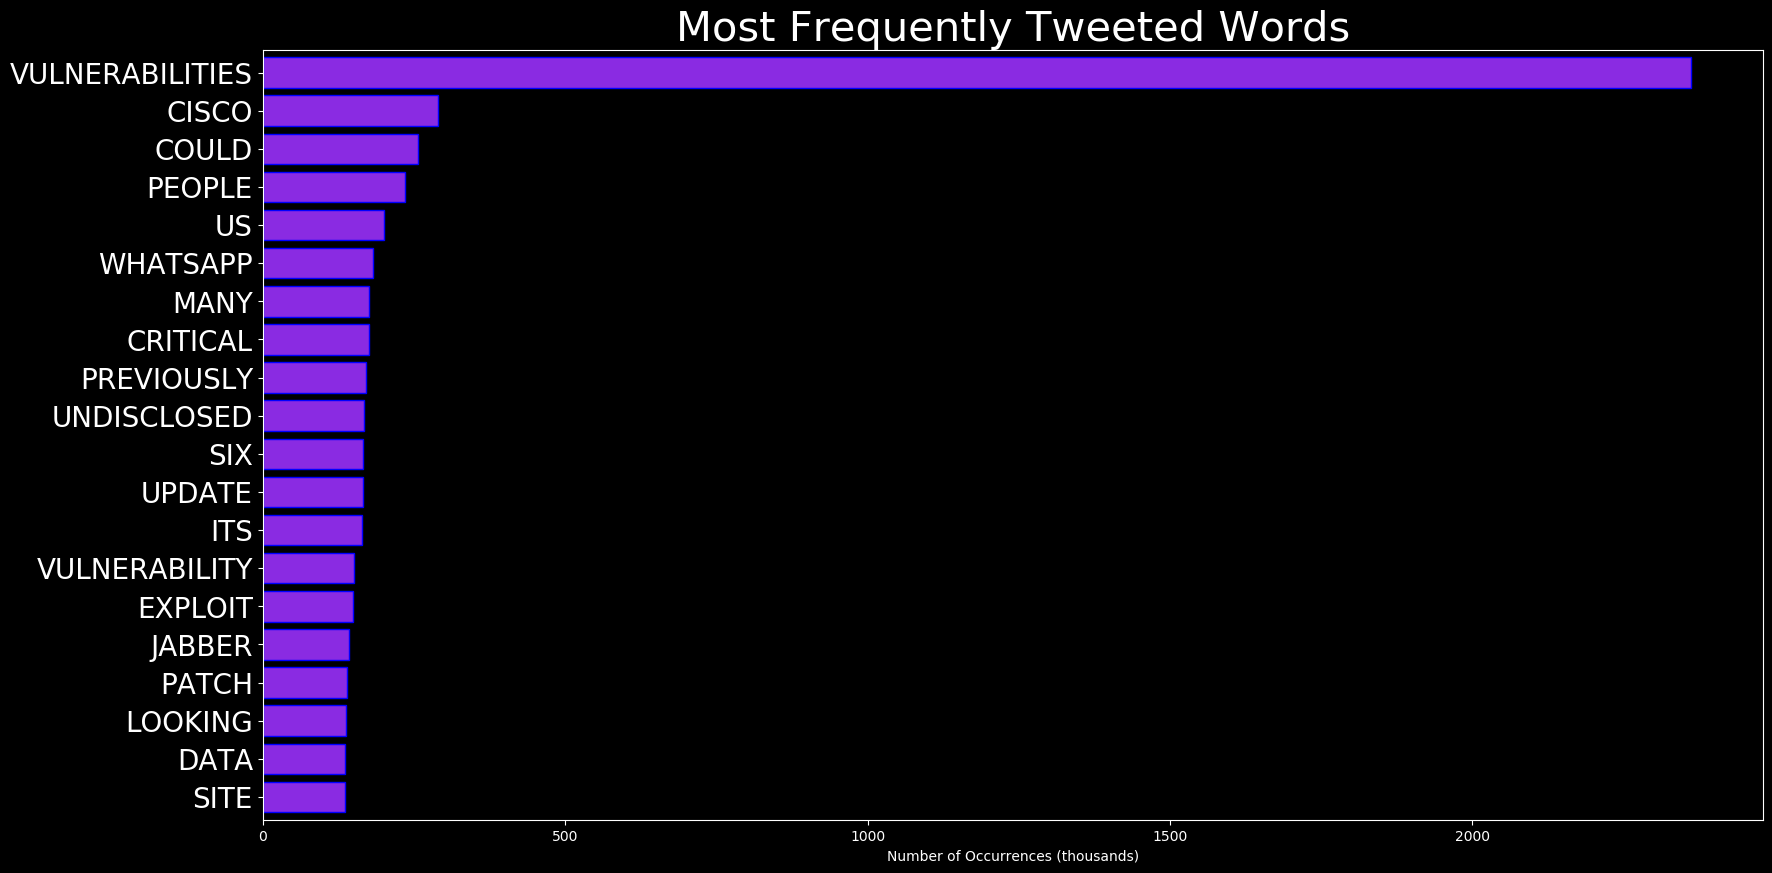 Most Frequently Tweeted Words
VULNERABILITIES
CISCO
COULD
PEOPLE
US
WHATSAPP
MANY
CRITICAL
PREVIOUSLY
UNDISCLOSED
SIX
UPDATE
ITS
VULNERABILITY
EXPLOIT
JABBER
PATCH
LOOKING
DATA
SITE
0 500 1000 1500 2000
Number of Occurrences (thousands)